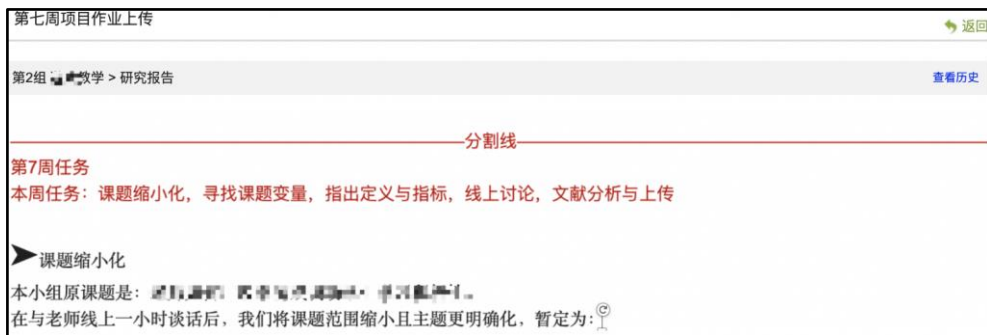 第七周项目作业上传
返回
第2组 教学 > 研究报告
查看历史
分割线
第7周任务
本周任务：课题缩小化，寻找课题变量，指出定义与指标，线上讨论，文献分析与上传
➤课题缩小化
本小组原课题是：
在与老师线上一小时谈话后，我们将课题范围缩小且主题更明确化，暂定为：